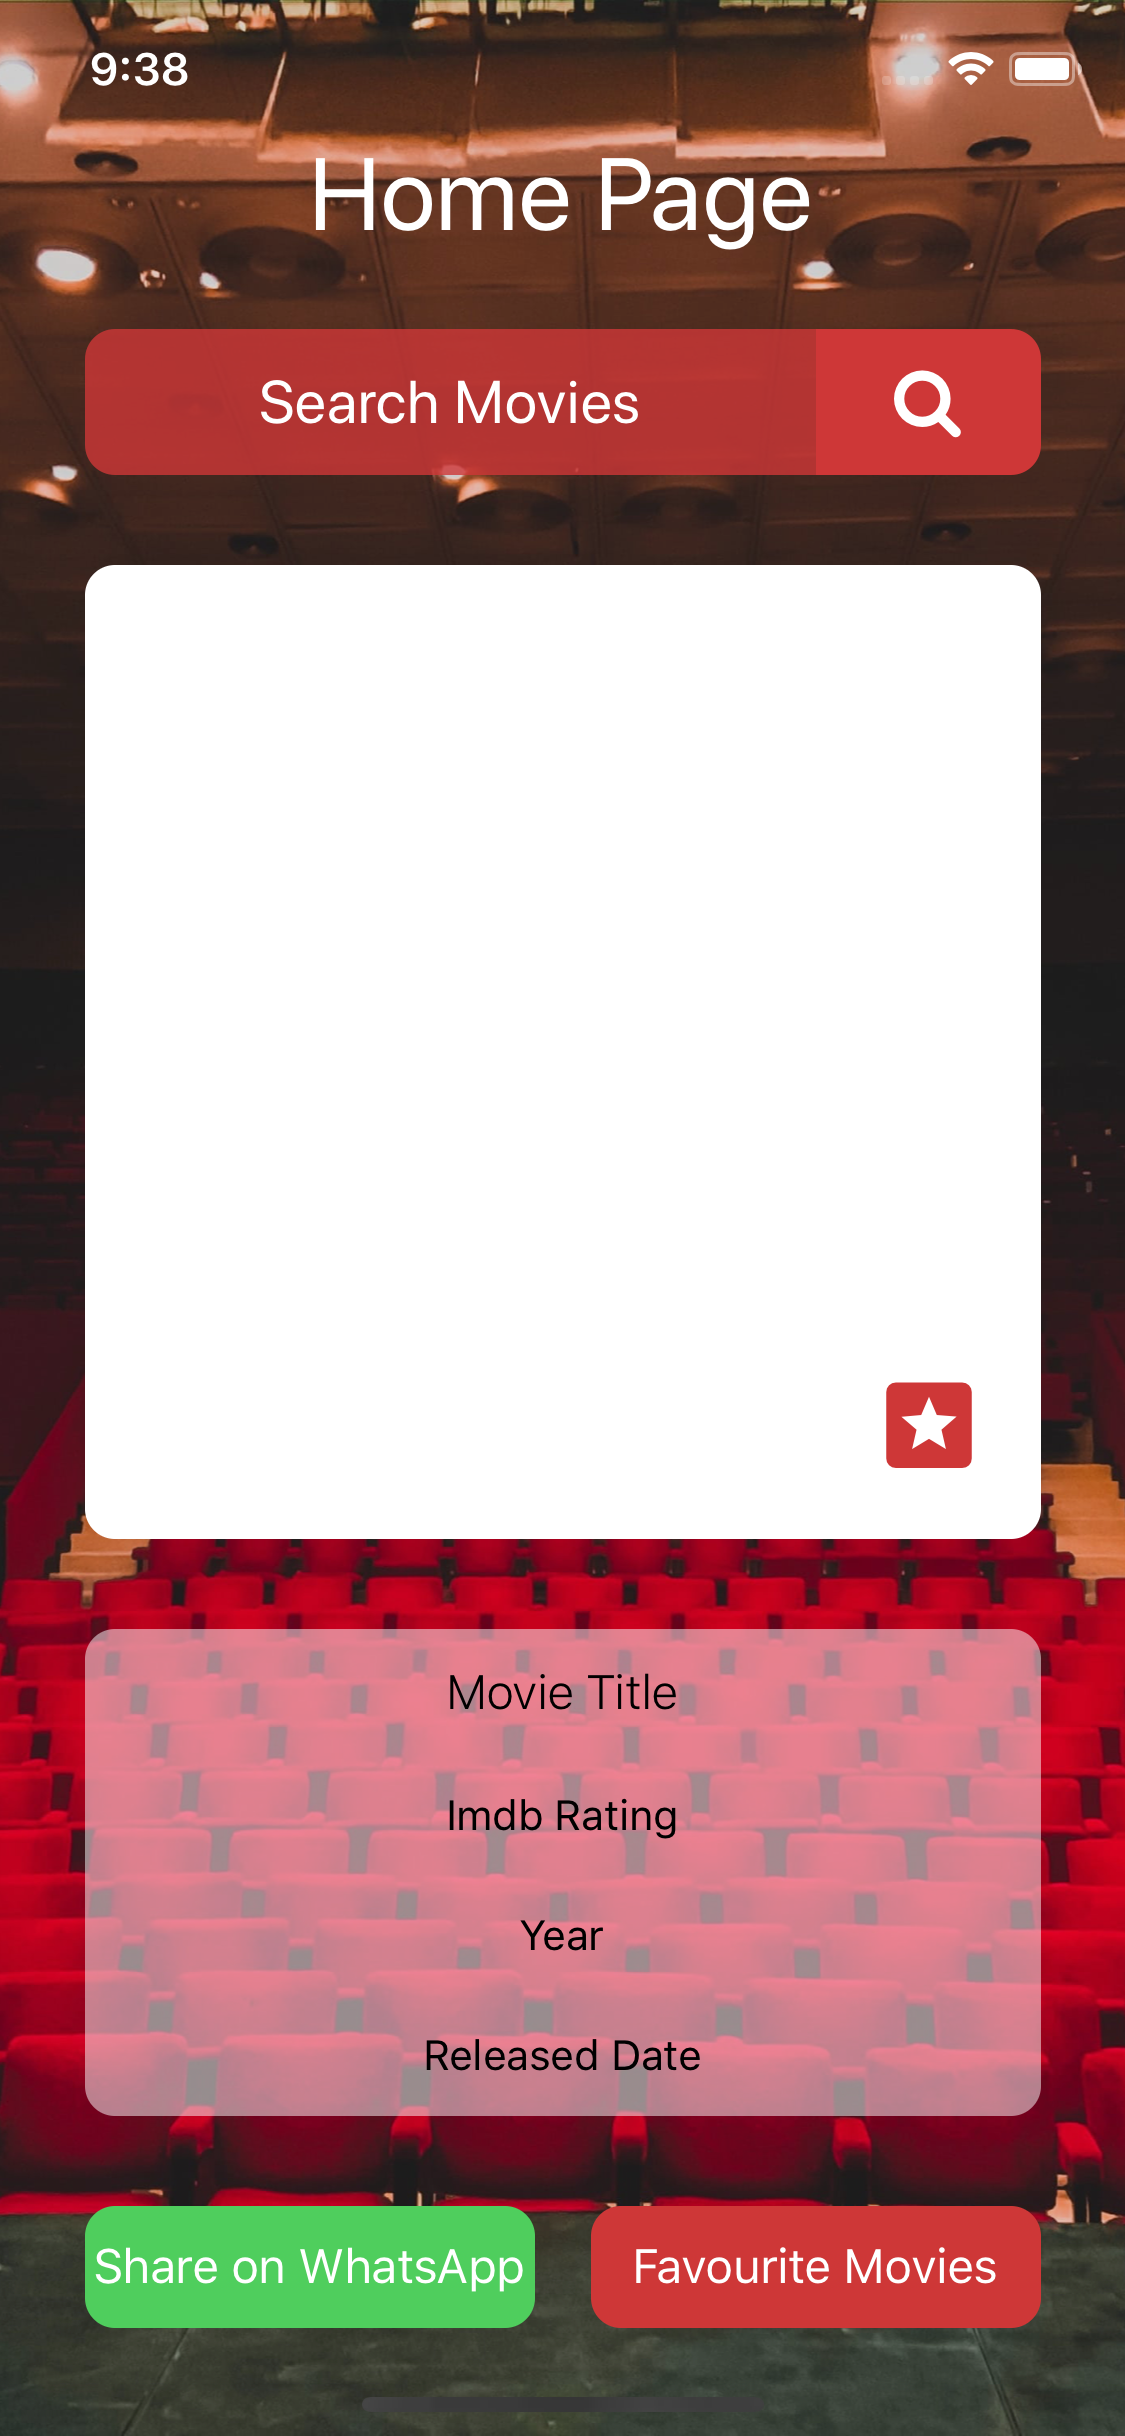 9:38
Home Page
Search Movies
Movie Title
Imdb Rating
Year
Released Date
Share on WhatsApp
Favourite Movies